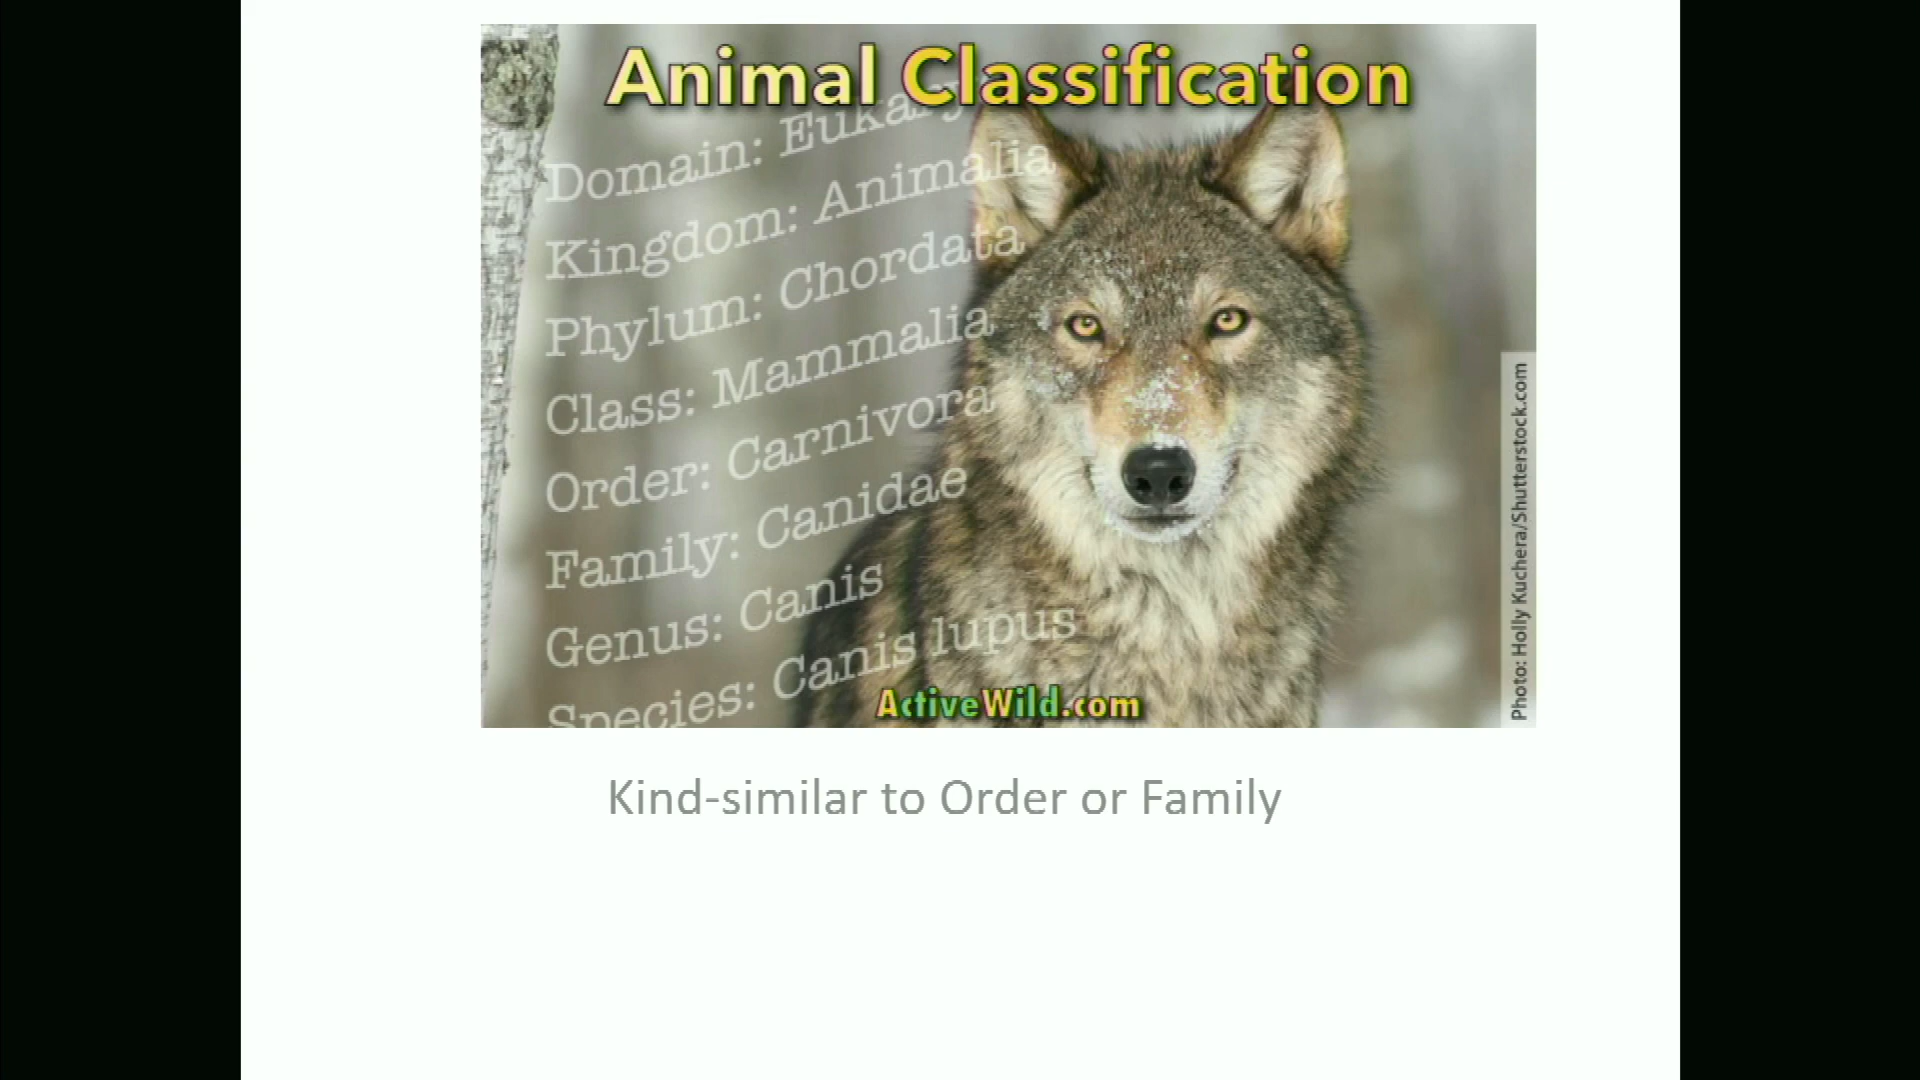 Animal Classification
Domain: Eukary
Kingdom: Animalia
Phylum: Chordata
Class: Mammalia
Order: Carnivora
Family: Canidae
Genus: Canis
Species: Canis lupus
ActiveWild.com
Photo: Holly Kuchera/Shutterstock.com
Kind-similar to Order or Family